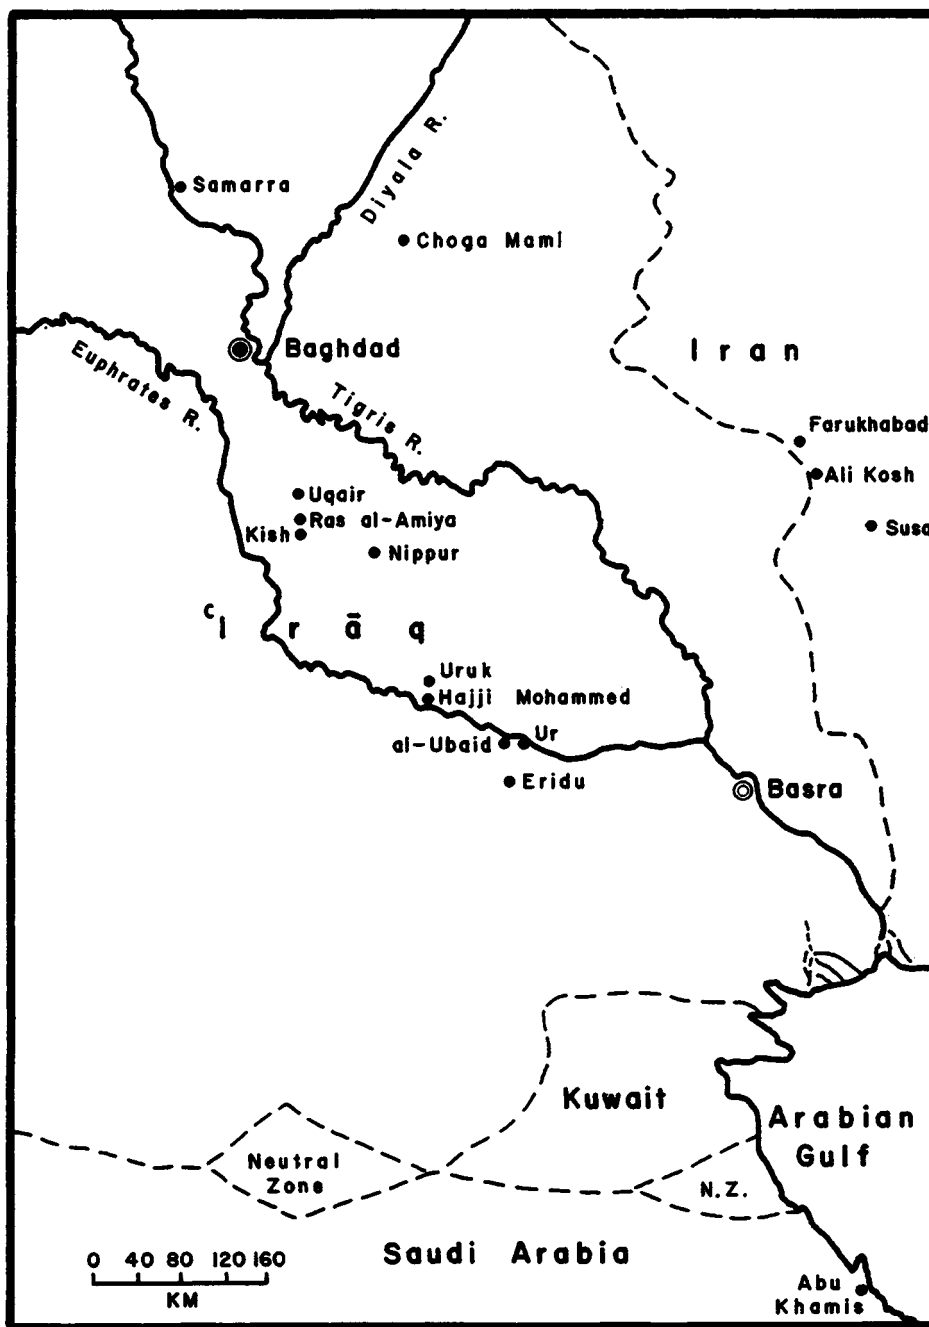 Samarra
Diyala R.
Choga Mami
Baghdad
Euphrates R.
Tigris R.
Iran
Farukhabad
Ali Kosh
Susa
Uqair
Ras al-Amiya
Kish
Nippur
ᶜIrāq
Uruk
Hajji Mohammed
al-Ubaid
Ur
Eridu
Basra
Kuwait
Arabian
Gulf
Neutral
Zone
N.Z.
Saudi Arabia
0 40 80 120 160
KM
Abu
Khamis